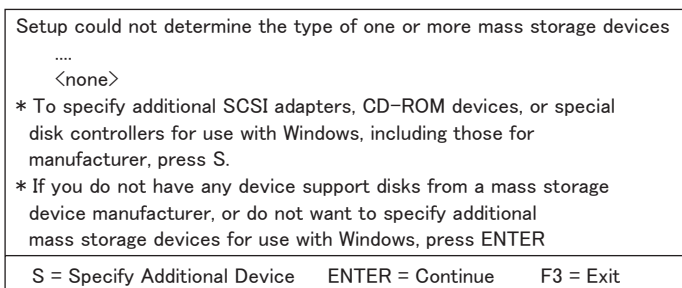 Setup could not determine the type of one or more mass storage devices
....
<none>
* To specify additional SCSI adapters, CD-ROM devices, or special
disk controllers for use with Windows, including those for
manufacturer, press S.
* If you do not have any device support disks from a mass storage
device manufacturer, or do not want to specify additional
mass storage devices for use with Windows, press ENTER
S = Specify Additional Device ENTER = Continue F3 = Exit